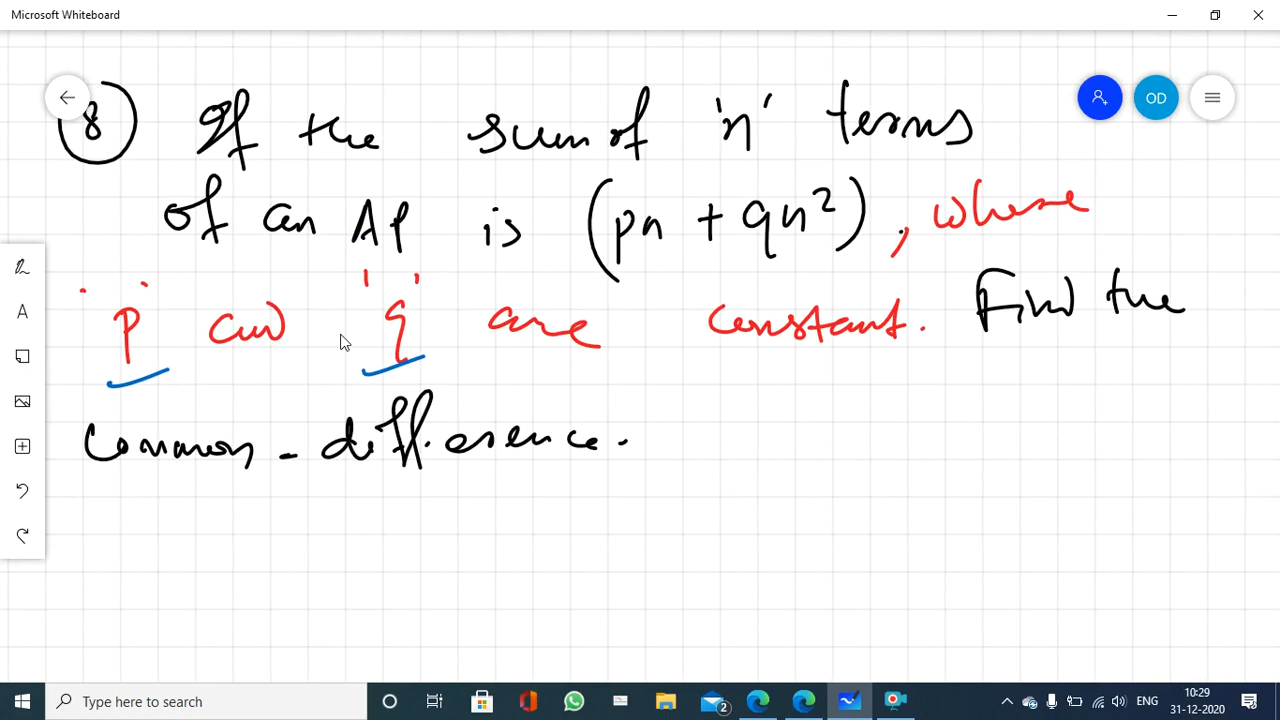 Microsoft Whiteboard
OD
8 If the sum of 'n' terms
of an AP is (pn + qn²), where
'p' and 'q' are constant. Find the
common - difference.
Type here to search
2
ENG
10:29
31-12-2020